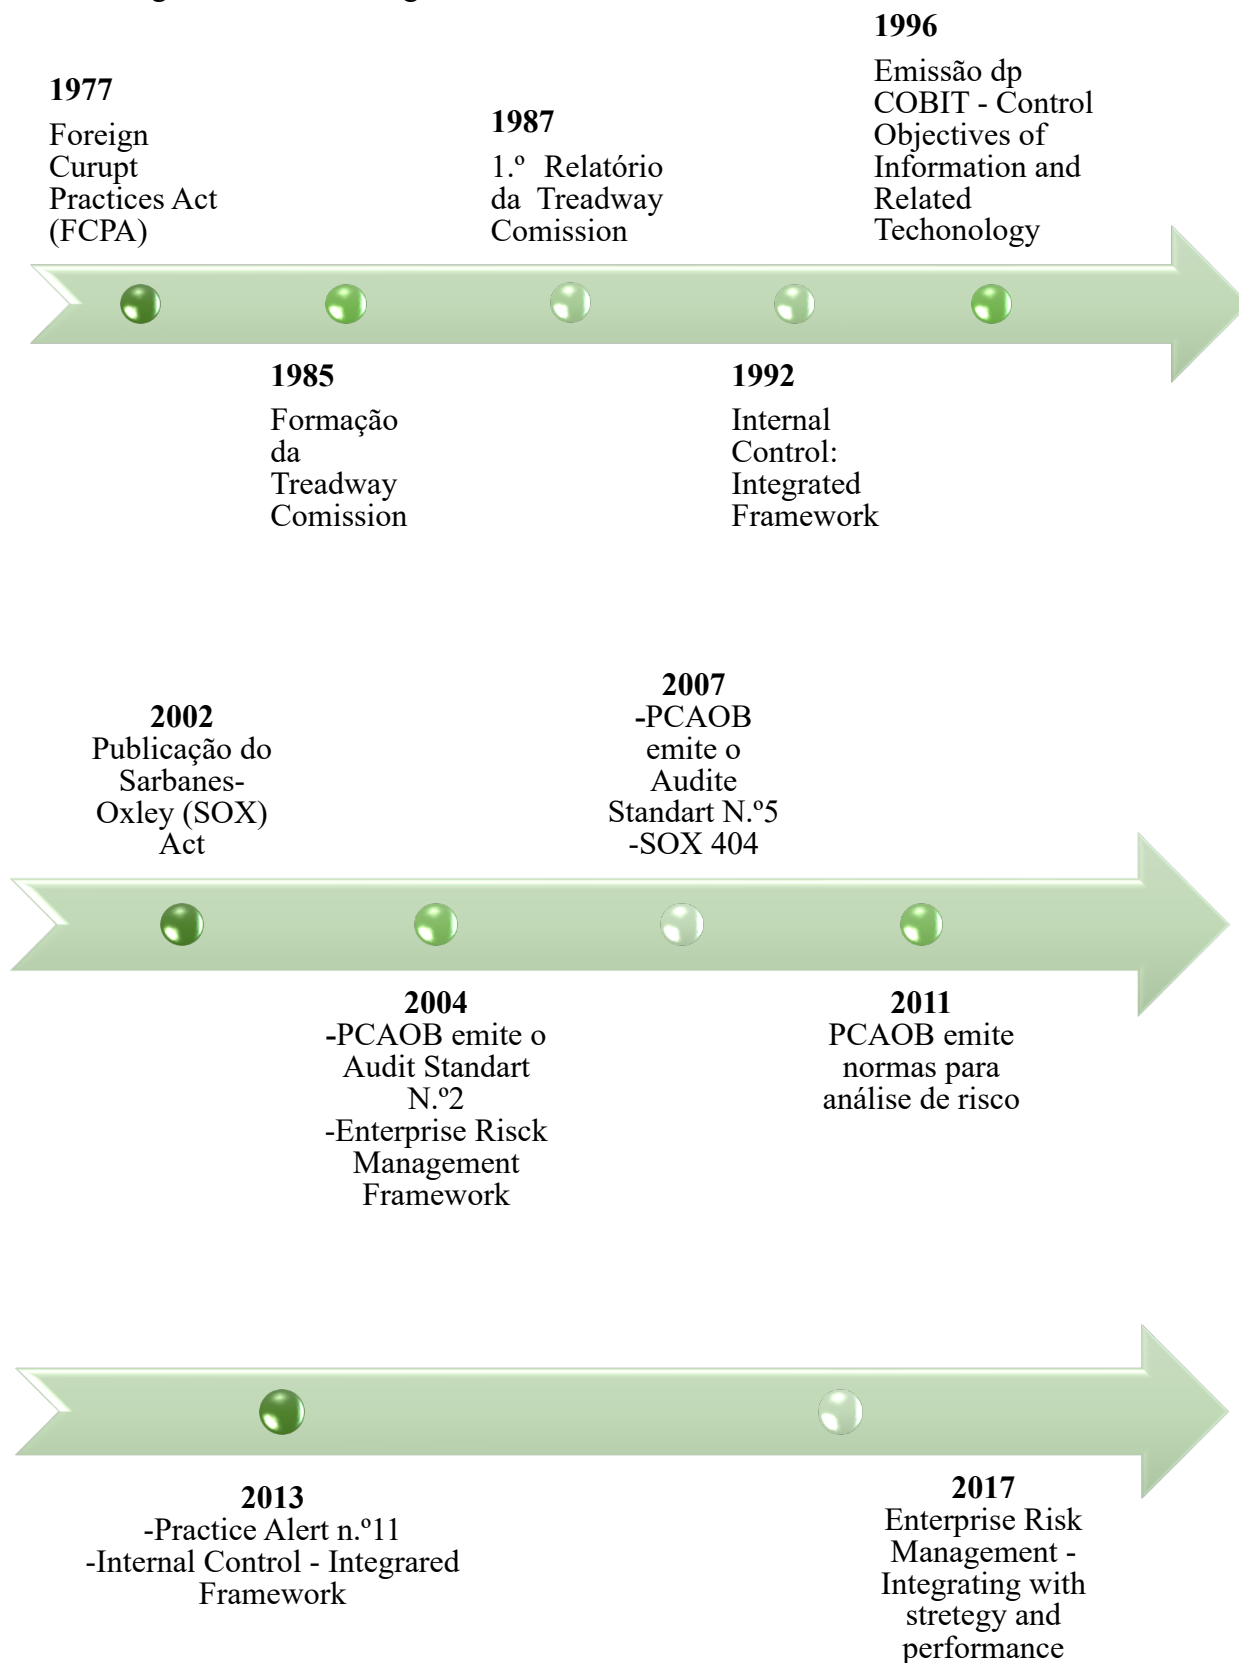 1977
Foreign
Curupt
Practices Act
(FCPA)
1987
1.º Relatório
da Treadway
Comission
1996
Emissão dp
COBIT - Control
Objectives of
Information and
Related
Techonology
1985
Formação
da
Treadway
Comission
1992
Internal
Control:
Integrated
Framework
2002
Publicação do
Sarbanes-
Oxley (SOX)
Act
2007
-PCAOB
emite o
Audite
Standart N.º5
-SOX 404
2004
-PCAOB emite o
Audit Standart
N.º2
-Enterprise Risck
Management
Framework
2011
PCAOB emite
normas para
análise de risco
2013
-Practice Alert n.º11
-Internal Control - Integrared
Framework
2017
Enterprise Risk
Management -
Integrating with
stretegy and
performance